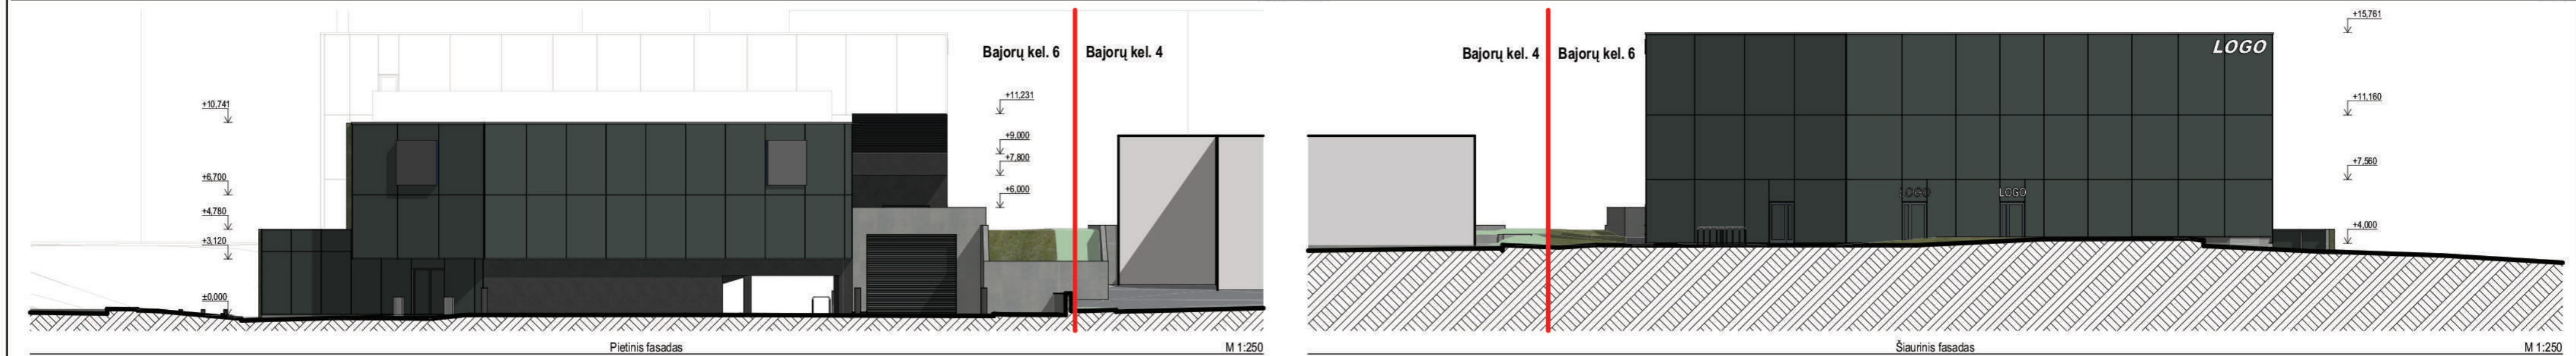 Bajorų kel. 6
Bajorų kel. 4
+10,741
+6,700
+4,780
+3,120
±0,000
+11,231
+9,000
+7,800
+6,000
Pietinis fasadas
M 1:250
Bajorų kel. 4
Bajorų kel. 6
LOGO
LOGO
LOGO
+15,761
+11,160
+7,560
+4,000
Šiaurinis fasadas
M 1:250